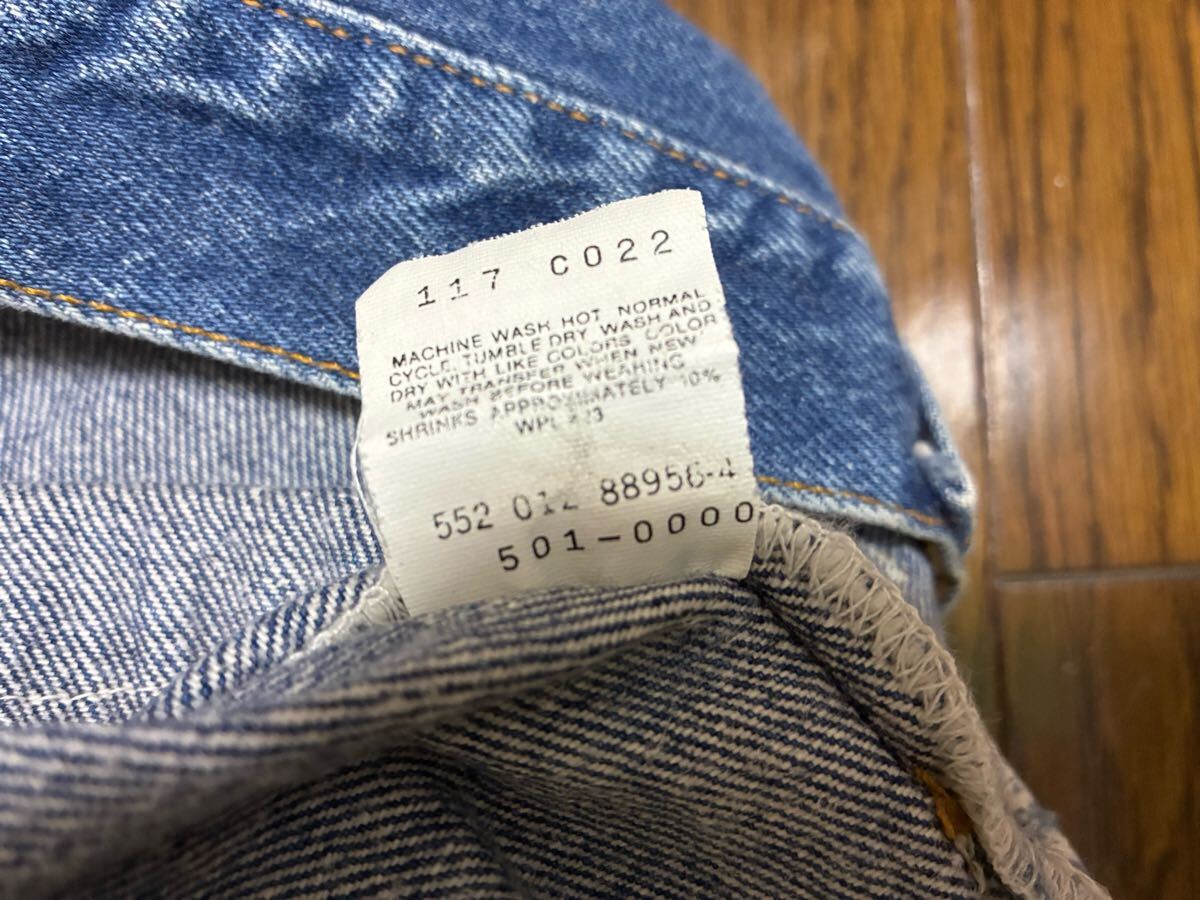 117 C022
MACHINE WASH HOT NORMAL
CYCLE. TUMBLE DRY WASH AND
DRY WITH LIKE COLORS COLOR
MAY TRANSFER WHEN NEW
WASH BEFORE WEARING
SHRINKS APPROXIMATELY 10%
WPL
552 88956-4
501-0000